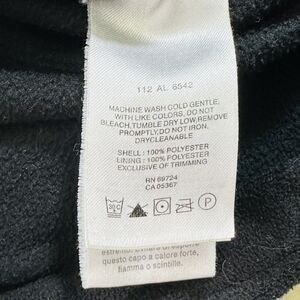 112 AL 6542
MACHINE WASH COLD GENTLE,
WITH LIKE COLORS, DO NOT
BLEACH,TUMBLE DRY LOW,REMOVE
PROMPTLY,DO NOT IRON,
DRYCLEANABLE
SHELL : 100% POLYESTER
LINING : 100% POLYESTER
EXCLUSIVE OF TRIMMING
RN 69724
CA 05367
30C
P
questo capo a calore forte,
fiamma o scintille.